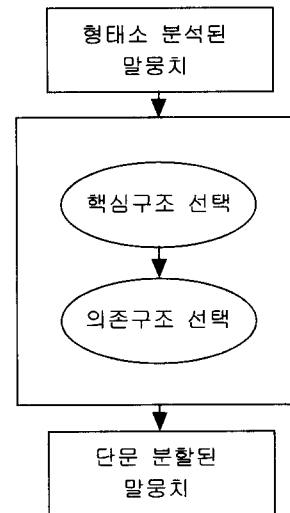 형태소 분석된
말뭉치
핵심구조 선택
의존구조 선택
단문 분할된
말뭉치